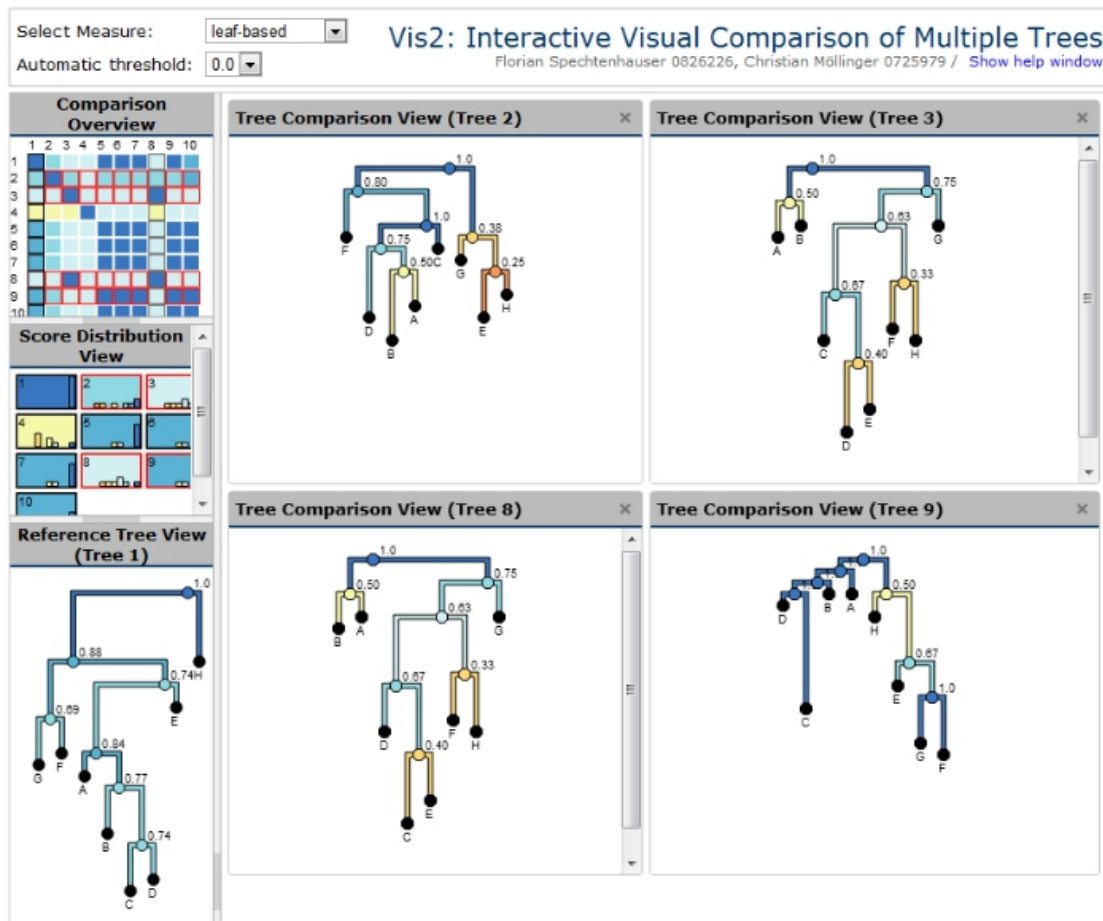 Select Measure: leaf-based
Vis2: Interactive Visual Comparison of Multiple Trees
Automatic threshold: 0.0
Florian Spechtenhauser 0826226, Christian Möllinger 0725979 / Show help window
Comparison
Overview
1 2 3 4 5 6 7 8 9 10
1
2
3
4
5
6
7
8
9
10
Score Distribution
View
1 2 3
4 5 6
7 8 9
10
Reference Tree View
(Tree 1)
1.0
0.88
0.74 H
0.69
E
0.84
G F
A
0.77
B
0.74
C D
Tree Comparison View (Tree 2)
1.0
0.80
1.0
F
0.75
C
0.38
G
0.50
0.25
A
H
D
E
B
Tree Comparison View (Tree 3)
1.0
0.50
0.75
A B
0.63
G
0.67
0.33
C
F H
0.40
E
D
Tree Comparison View (Tree 8)
1.0
0.50
0.75
B A
0.63
G
0.67
0.33
D
F H
0.40
E
C
Tree Comparison View (Tree 9)
1.0
0.50
D B A
H
0.67
E
1.0
C
G F